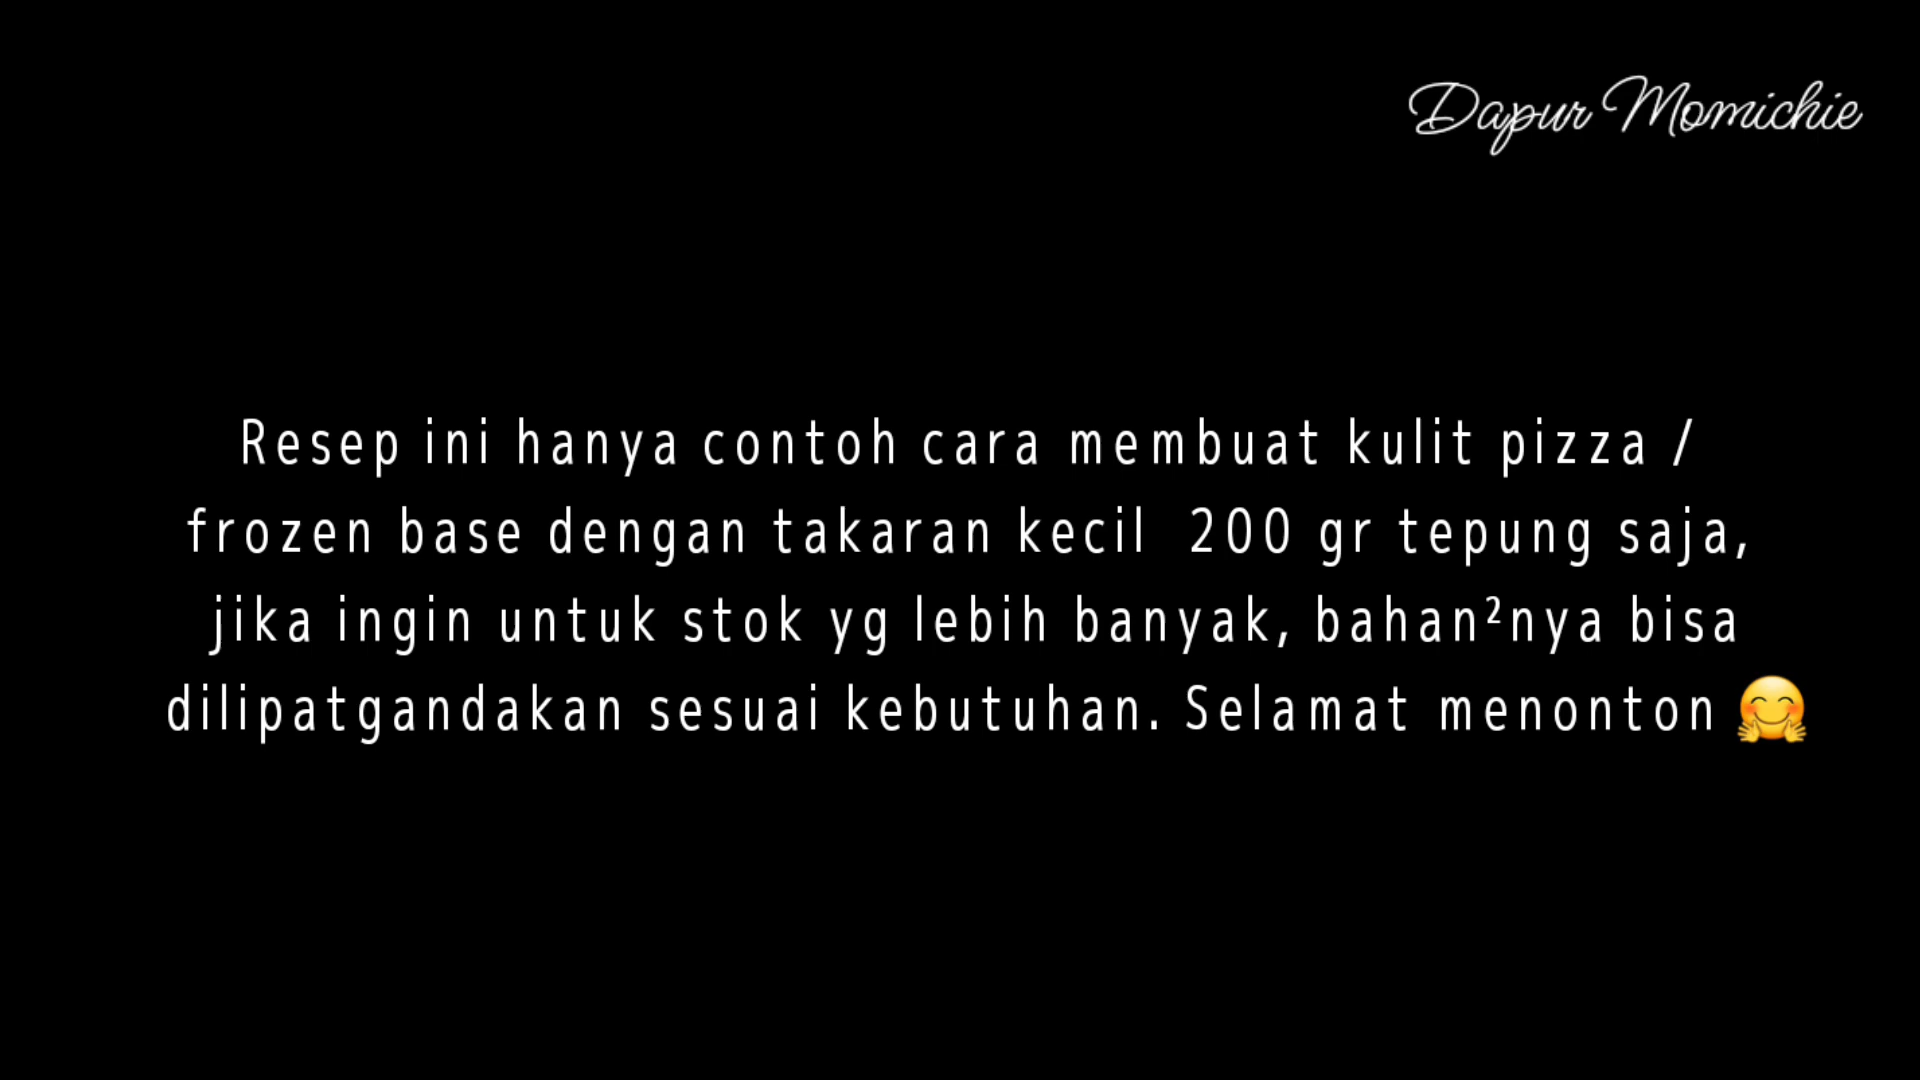 Dapur Momichie
Resep ini hanya contoh cara membuat kulit pizza /
frozen base dengan takaran kecil 200 gr tepung saja,
jika ingin untuk stok yg lebih banyak, bahan²nya bisa
dilipatgandakan sesuai kebutuhan. Selamat menonton 🤗